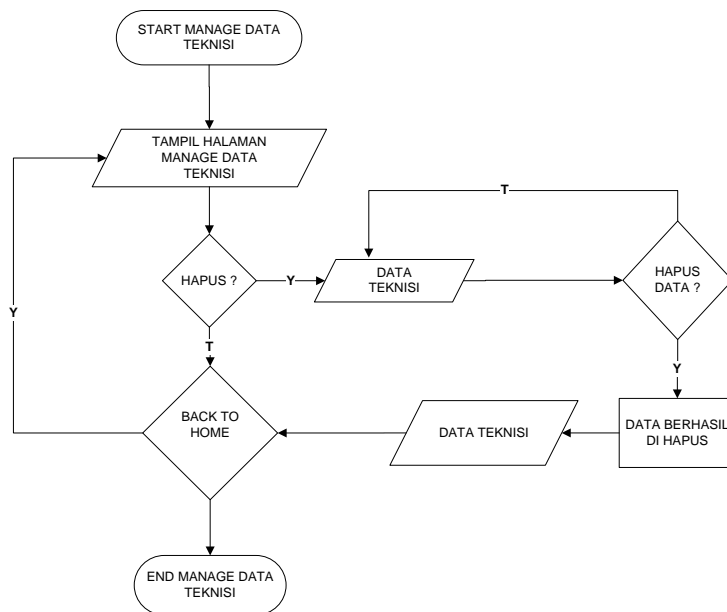 START MANAGE DATA
TEKNISI
TAMPIL HALAMAN
MANAGE DATA
TEKNISI
T
HAPUS ?
Y
DATA
TEKNISI
HAPUS
DATA ?
Y
T
Y
BACK TO
HOME
DATA TEKNISI
DATA BERHASIL
DI HAPUS
END MANAGE DATA
TEKNISI